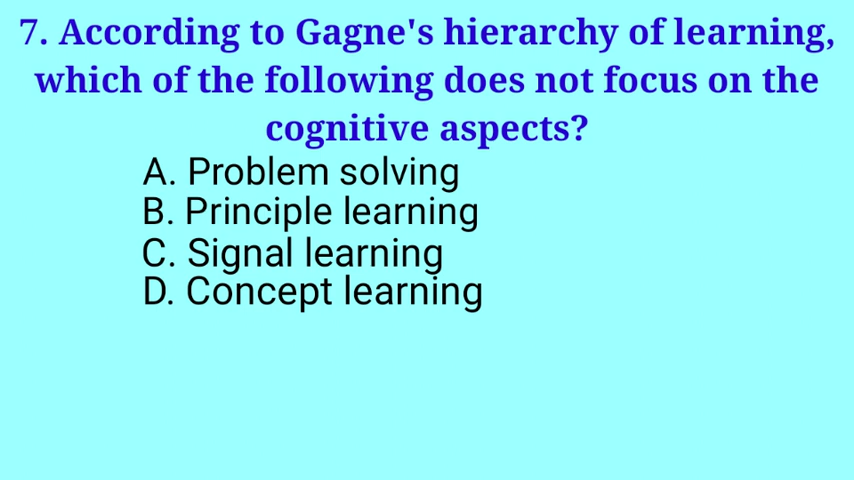 7. According to Gagne's hierarchy of learning,
which of the following does not focus on the
cognitive aspects?
A. Problem solving
B. Principle learning
C. Signal learning
D. Concept learning